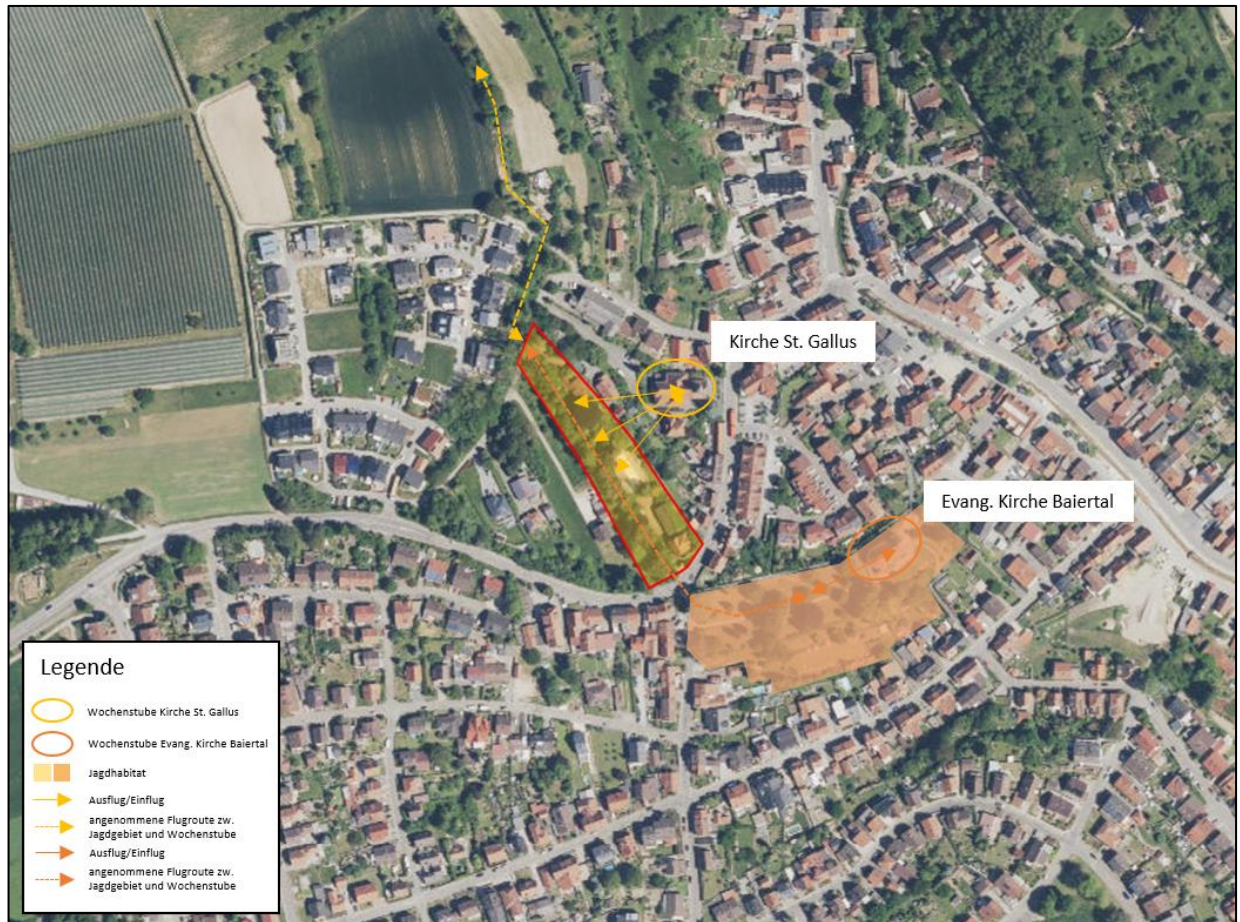 Kirche St. Gallus
Evang. Kirche Baiertal
Legende
Wochenstube Kirche St. Gallus
Wochenstube Evang. Kirche Baiertal
Jagdhabitat
Ausflug/Einflug
angenommene Flugroute zw.
Jagdgebiet und Wochenstube
Ausflug/Einflug
angenommene Flugroute zw.
Jagdgebiet und Wochenstube